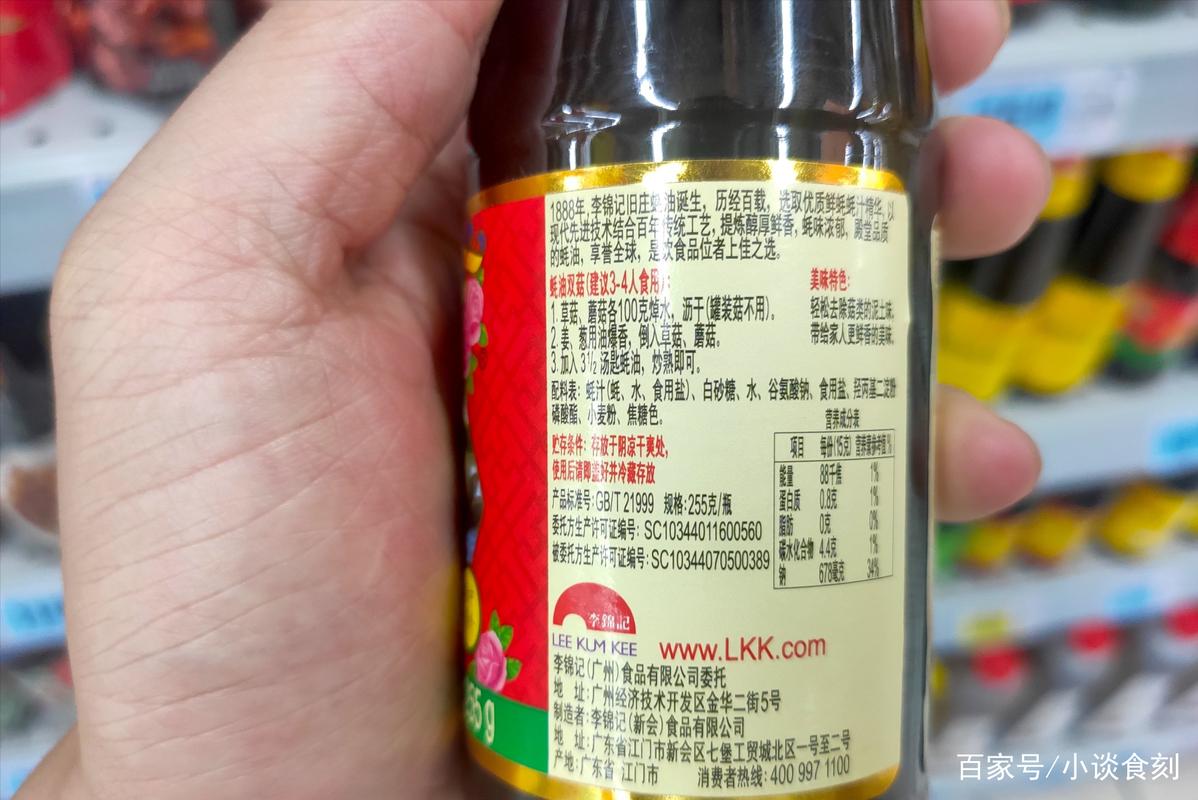 1888年, 李锦记旧庄蚝油诞生, 历经百载, 选取优质鲜蚝蚝汁精华, 以
现代先进技术结合百年传统工艺, 提炼醇厚鲜香, 蚝味浓郁, 殿堂品质
的蚝油, 享誉全球, 是饮食品位者上佳之选。
蚝油双菇(建议3-4人食用):
1. 草菇、蘑菇各100克焯水, 沥干(罐装菇不用)。
2. 姜、葱用油爆香, 倒入草菇、蘑菇。
3. 加入 3½ 汤匙蚝油, 炒熟即可。
美味特色:
轻松去除菇类的泥土味,
带给家人更鲜香的美味。
配料表: 蚝汁(蚝、水、食用盐)、白砂糖、水、谷氨酸钠、食用盐、羟丙基二淀粉
磷酸酯、小麦粉、焦糖色。
贮存条件: 存放于阴凉干爽处,
使用后请即盖好并冷藏存放
产品标准号: GB/T 21999 规格: 255克/瓶
委托方生产许可证编号: SC10344011600560
被委托方生产许可证编号: SC10344070500389
营养成分表
项目 每份(15克) 营养素参考值%
能量 88千焦 1%
蛋白质 0.8克 1%
脂肪 0克 0%
碳水化合物 4.4克 1%
钠 678毫克 34%
李錦記
LEE KUM KEE
www.LKK.com
李锦记(广州)食品有限公司委托
地 址: 广州经济技术开发区金华二街5号
制造者: 李锦记(新会)食品有限公司
地 址: 广东省江门市新会区七堡工贸城北区一号至二号
产地: 广东省 江门市 消费者热线: 400 997 1100
55 g
百家号/小谈食刻